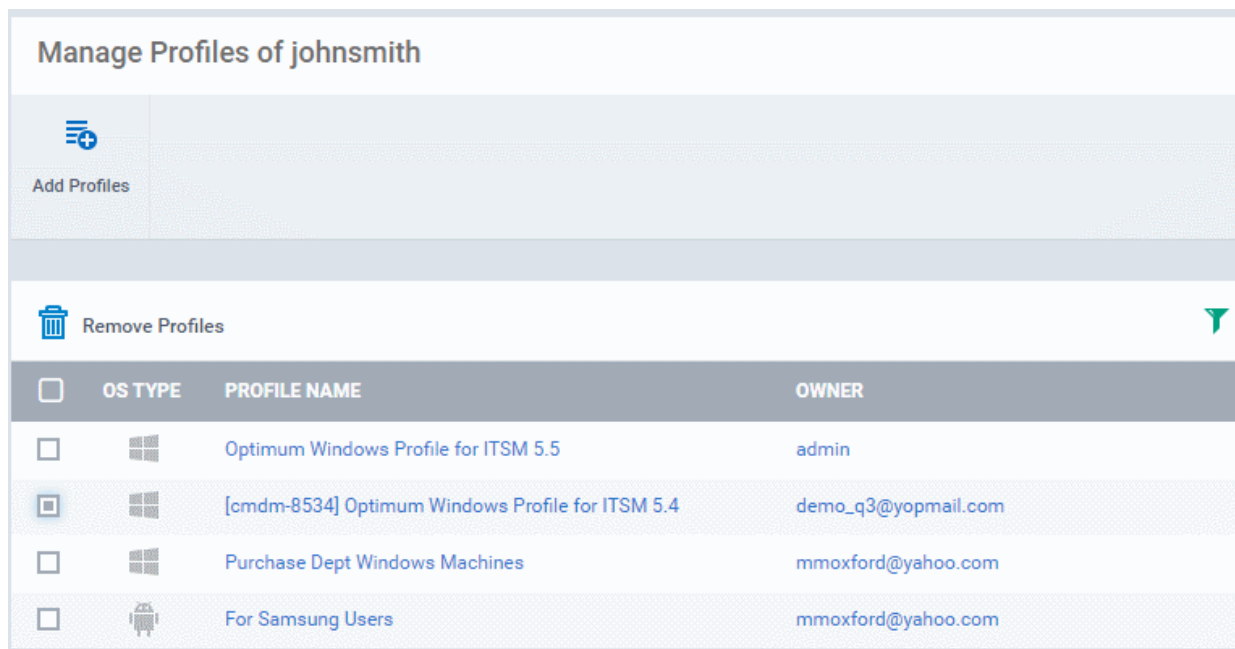 Manage Profiles of johnsmith
Add Profiles
Remove Profiles
OS TYPE PROFILE NAME OWNER
Optimum Windows Profile for ITSM 5.5 admin
[cmdm-8534] Optimum Windows Profile for ITSM 5.4 demo_q3@yopmail.com
Purchase Dept Windows Machines mmoxford@yahoo.com
For Samsung Users mmoxford@yahoo.com